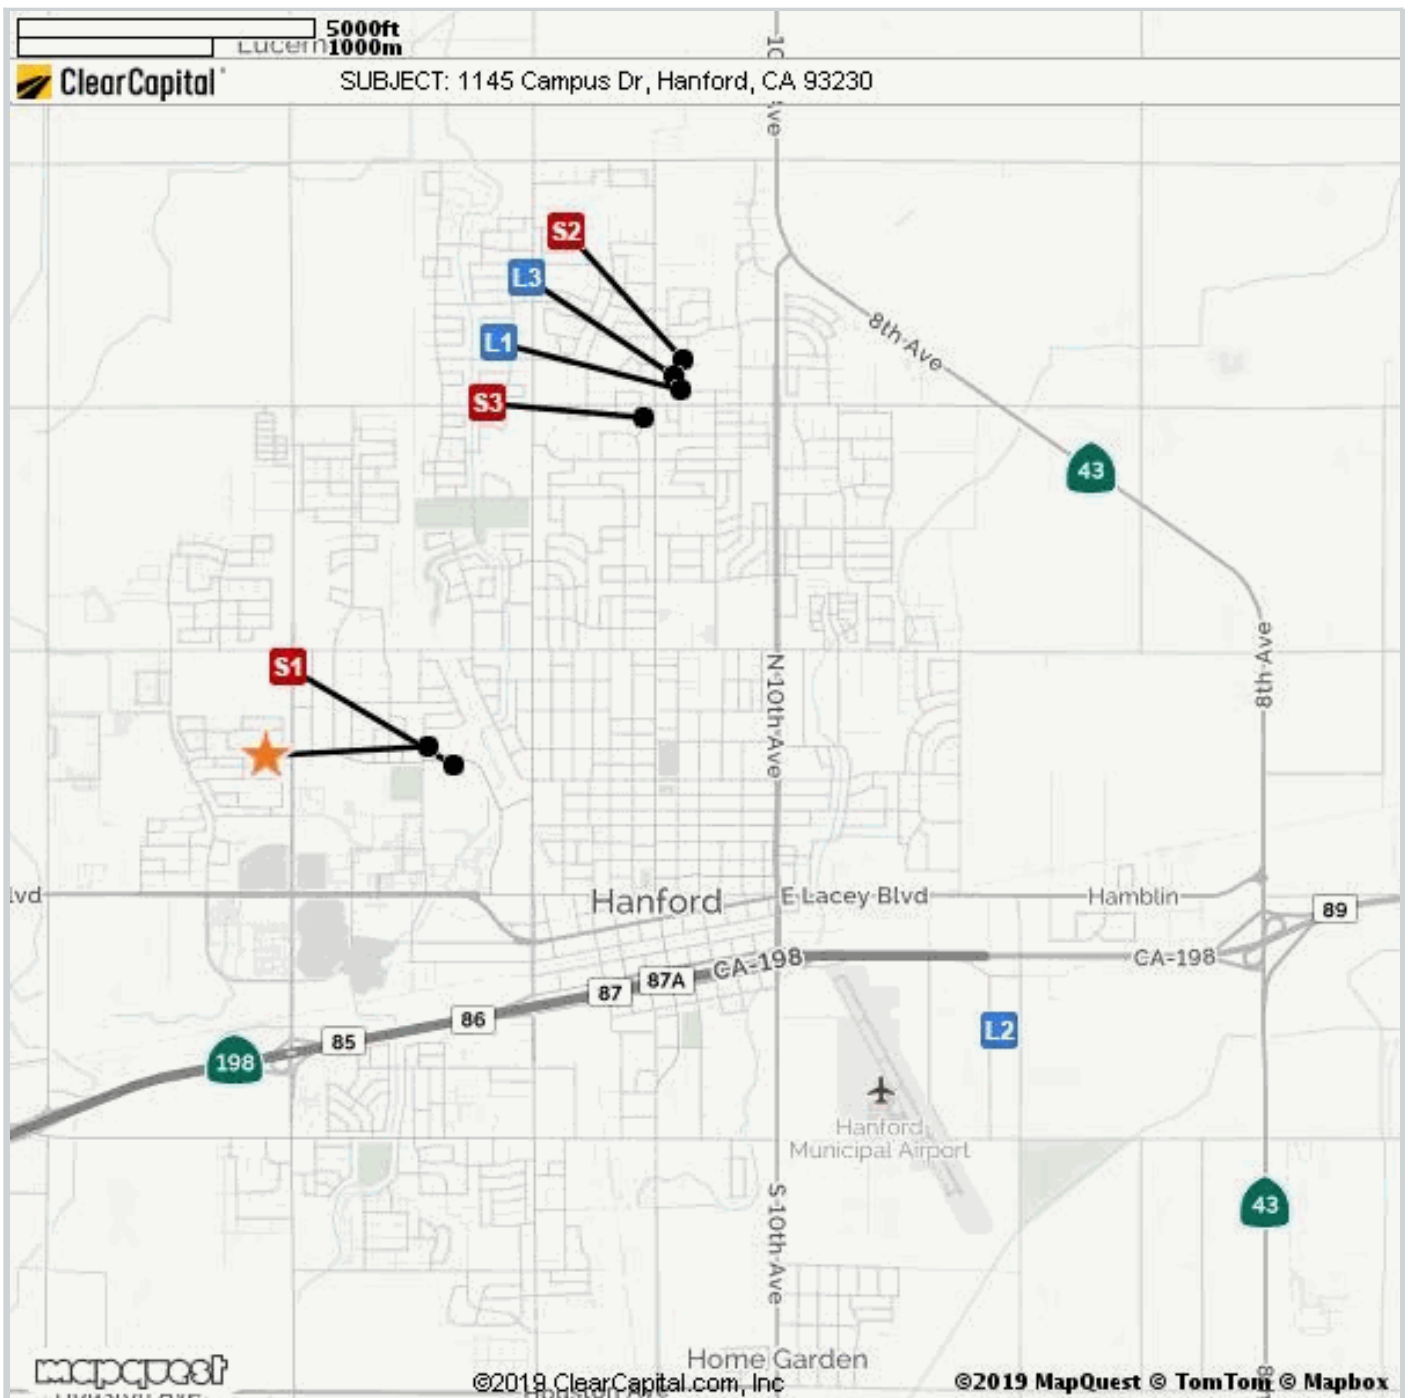 5000ft
1000m
ClearCapital
SUBJECT: 1145 Campus Dr, Hanford, CA 93230
S2
L3
8th Ave
L1
S3
43
8th Ave
S1
N 10th Ave
lvd
Hanford
E Lacey Blvd
Hamblin
89
CA-198
CA-198
87A
87
86
85
L2
198
Hanford
Municipal Airport
S 10th Ave
43
Home Garden
mapquest
©2019 ClearCapital.com, Inc
©2019 MapQuest © TomTom © Mapbox